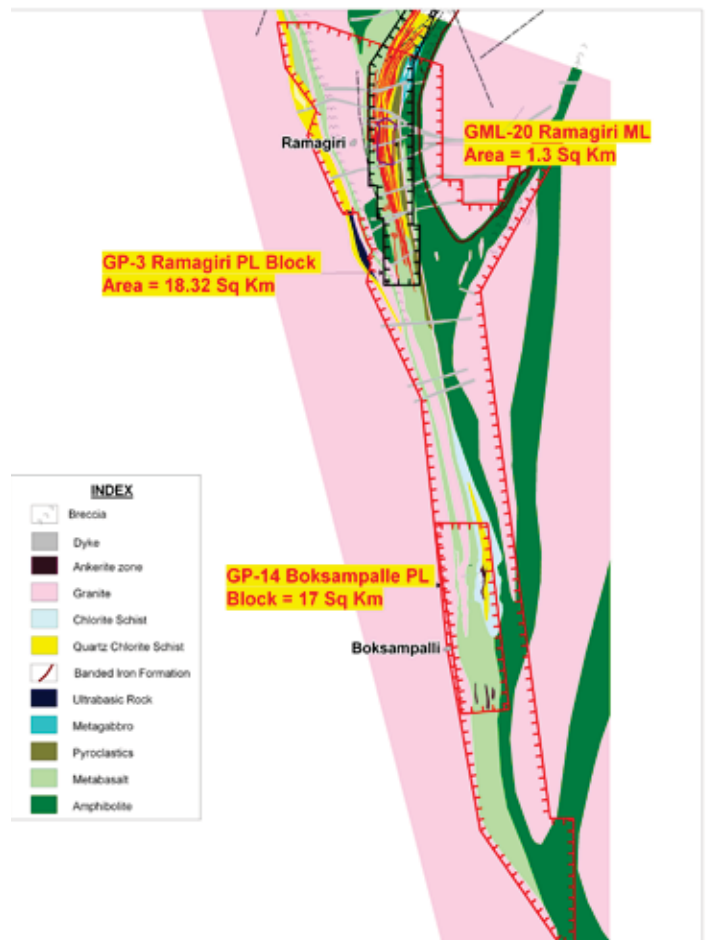 Ramagiri
GML-20 Ramagiri ML
Area = 1.3 Sq Km
GP-3 Ramagiri PL Block
Area = 18.32 Sq Km
GP-14 Boksampalle PL
Block = 17 Sq Km
Boksampalli
INDEX
Breccia
Dyke
Ankerite zone
Granite
Chlorite Schist
Quartz Chlorite Schist
Banded Iron Formation
Ultrabasic Rock
Metagabbro
Pyroclastics
Metabasalt
Amphibolite